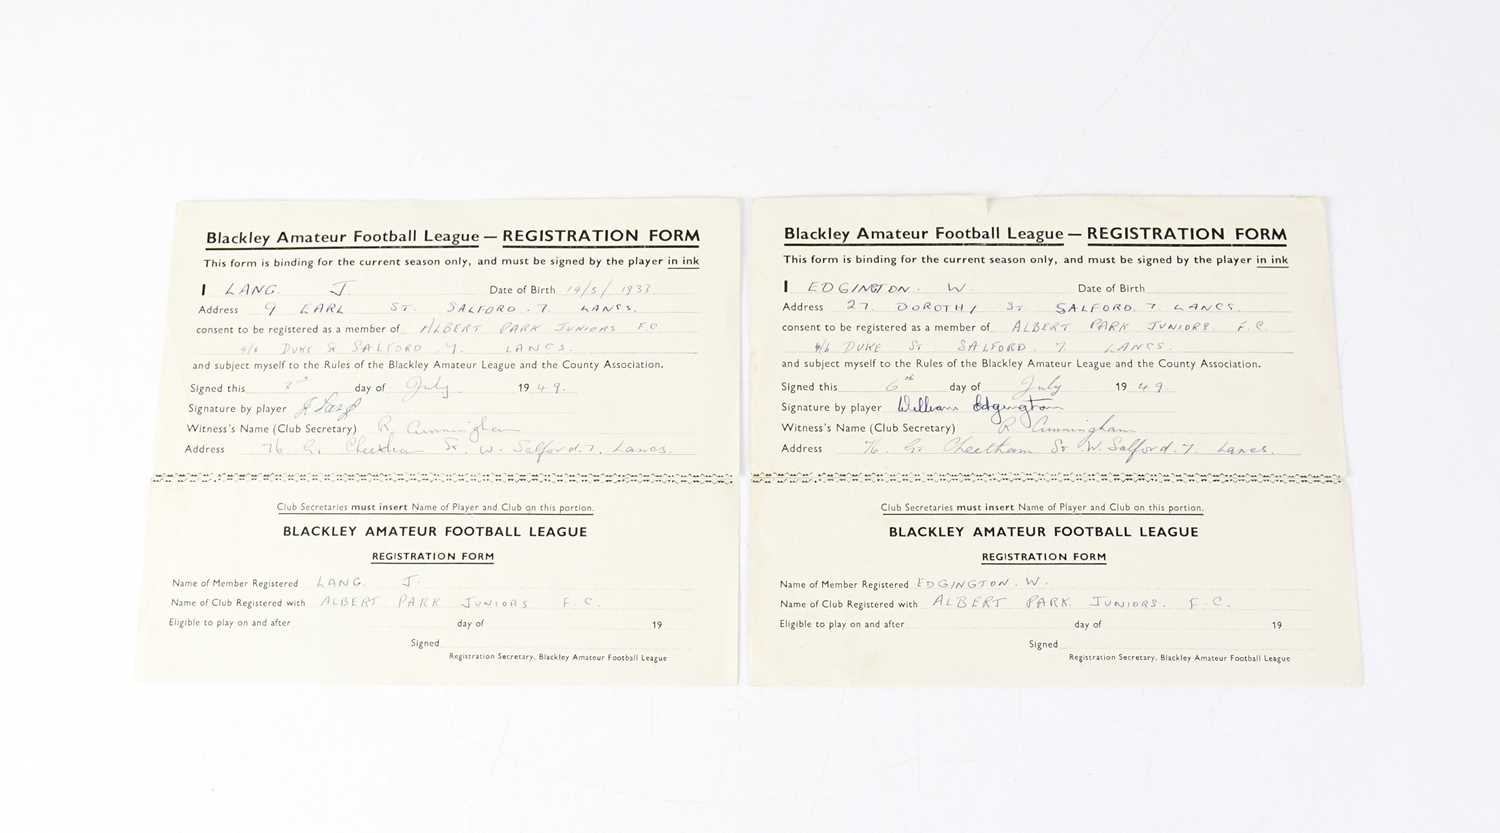 Blackley Amateur Football League — REGISTRATION FORM
This form is binding for the current season only, and must be signed by the player in ink
I LANG. J. Date of Birth 14/5/1933
Address 9 EARL ST. SALFORD. 7. LANCS.
consent to be registered as a member of ALBERT PARK JUNIORS F.C
4/6 DUKE St SALFORD. 7. LANCS.
and subject myself to the Rules of the Blackley Amateur League and the County Association.
Signed this day of July 1949.
Signature by player J Lang
Witness's Name (Club Secretary) R. Cunningham
Address 76. Gt. Cheetham St. W. Salford. 7. Lancs.
Club Secretaries must insert Name of Player and Club on this portion.
BLACKLEY AMATEUR FOOTBALL LEAGUE
REGISTRATION FORM
Name of Member Registered LANG. J.
Name of Club Registered with ALBERT PARK JUNIORS F.C.
Eligible to play on and after day of 19
Signed
Registration Secretary, Blackley Amateur Football League
Blackley Amateur Football League — REGISTRATION FORM
This form is binding for the current season only, and must be signed by the player in ink
I EDGINGTON. W. Date of Birth
Address 27. DOROTHY St SALFORD. 7 LANCS.
consent to be registered as a member of ALBERT PARK JUNIORS F.C.
4/6 DUKE St SALFORD. 7. LANCS.
and subject myself to the Rules of the Blackley Amateur League and the County Association.
Signed this 6th day of July 1949
Signature by player William Edgington
Witness's Name (Club Secretary) R Cunningham
Address 76. Gt. Cheetham St W. Salford. 7. Lancs.
Club Secretaries must insert Name of Player and Club on this portion.
BLACKLEY AMATEUR FOOTBALL LEAGUE
REGISTRATION FORM
Name of Member Registered EDGINGTON. W.
Name of Club Registered with ALBERT PARK JUNIORS. F.C.
Eligible to play on and after day of 19
Signed
Registration Secretary, Blackley Amateur Football League